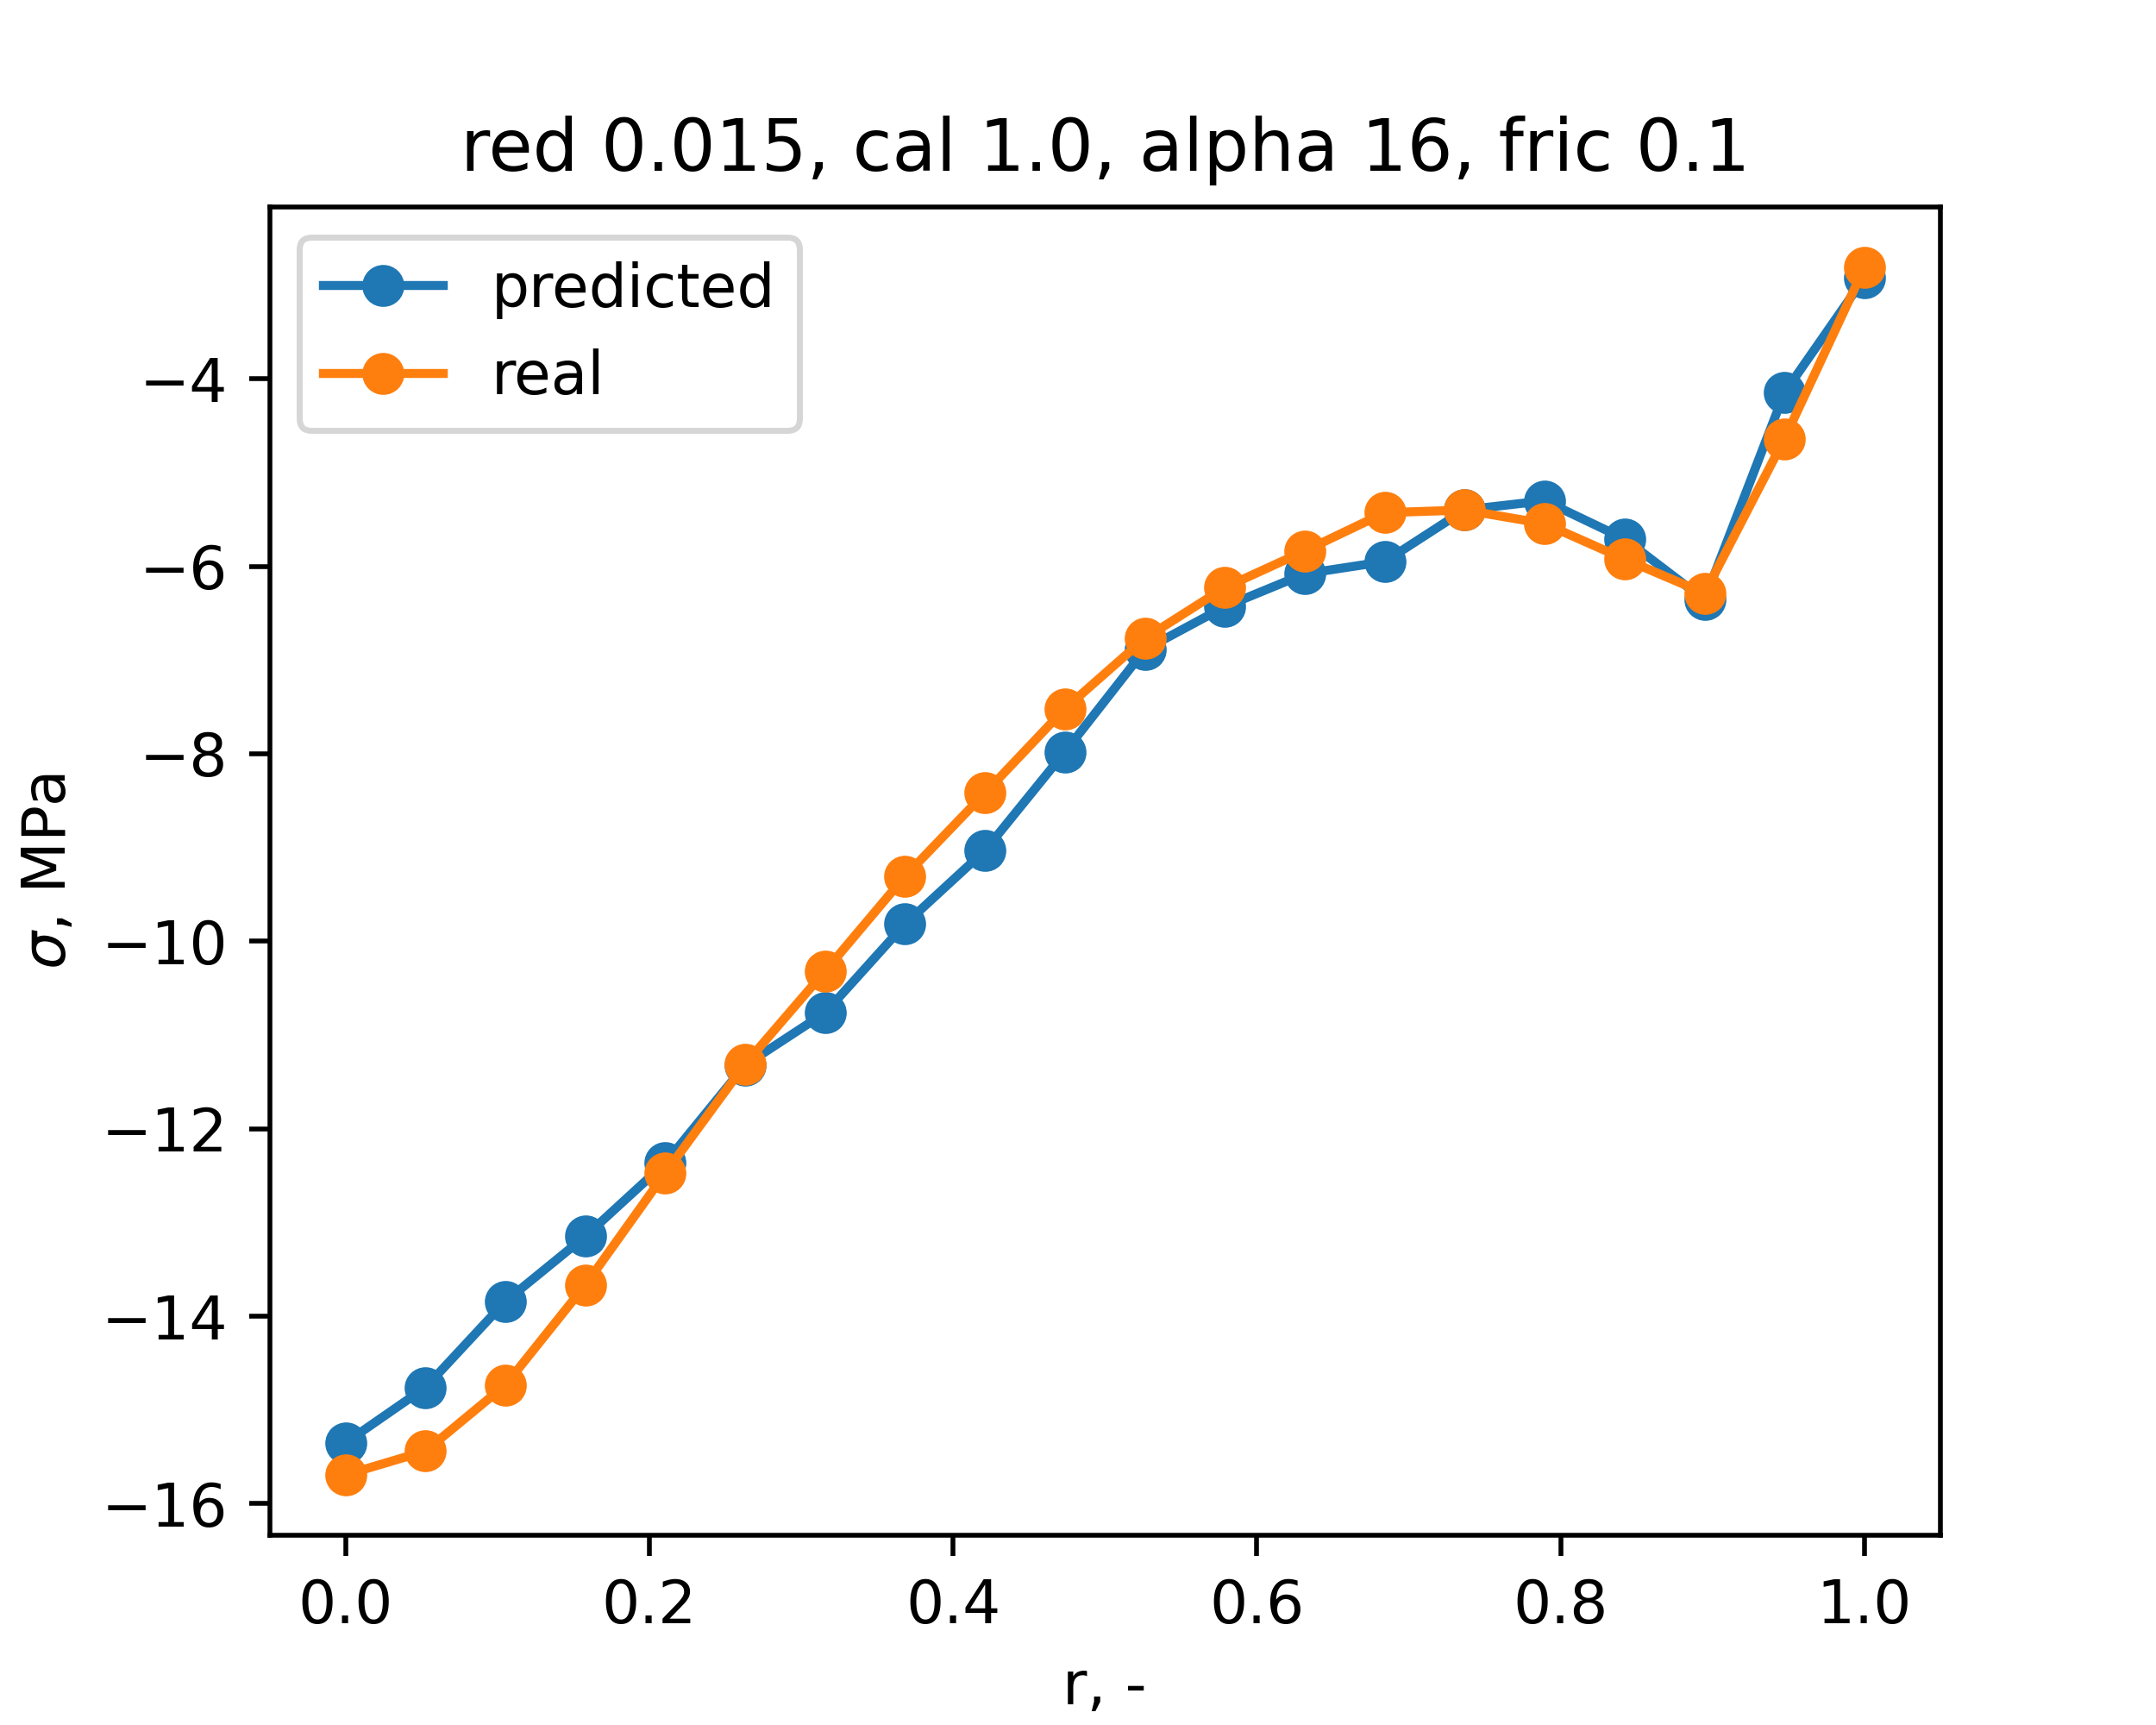 red 0.015, cal 1.0, alpha 16, fric 0.1
predicted
real
σ, MPa
−4
−6
−8
−10
−12
−14
−16
0.0 0.2 0.4 0.6 0.8 1.0
r, -